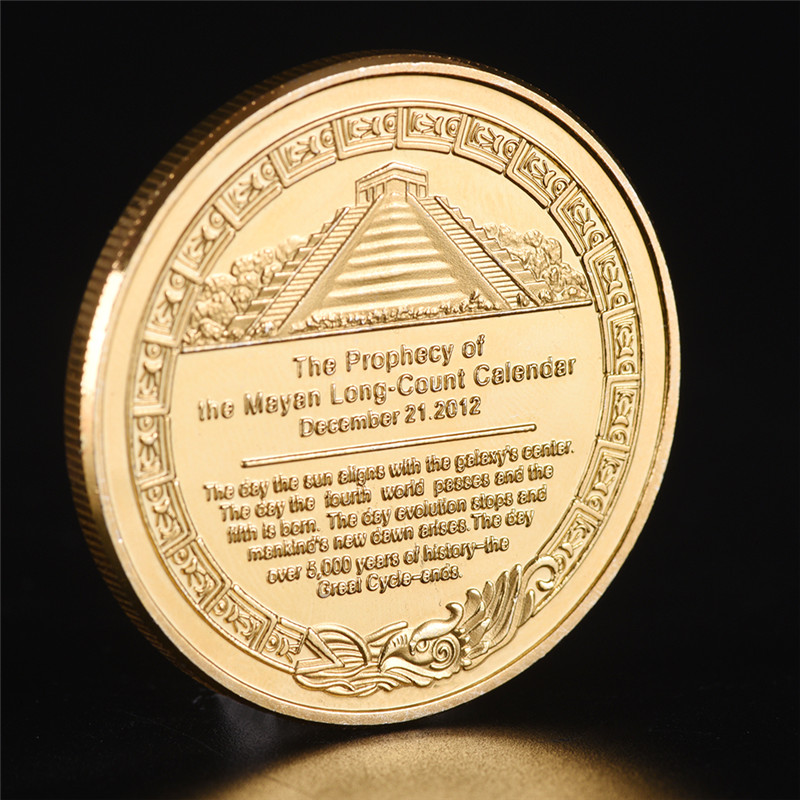 The Prophecy of
the Mayan Long-Count Calendar
December 21.2012
The day the sun aligns with the galaxy's center.
The day the fourth world passes and the
fifth is born. The day evolution stops and
mankind's new dawn arises.The day
over 5,000 years of history-the
Great Cycle-ends.